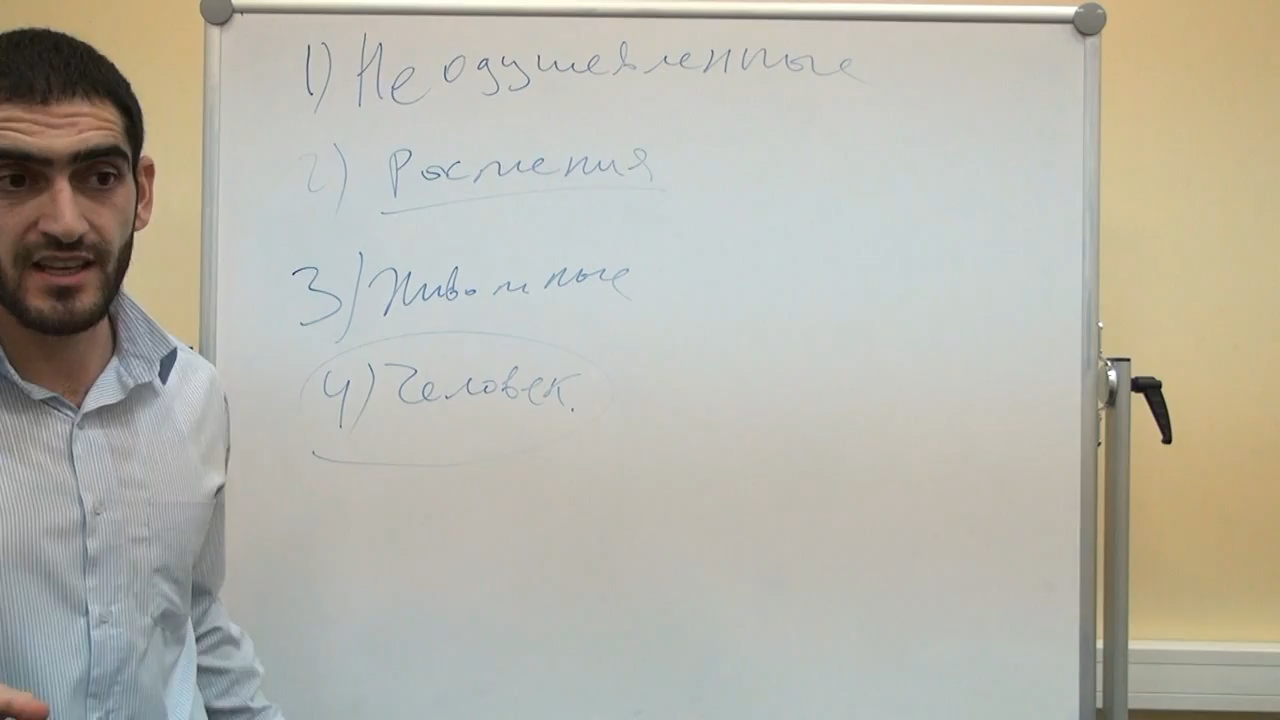 1) Неодушевленные
2) Растения
3) Животные
4) Человек.